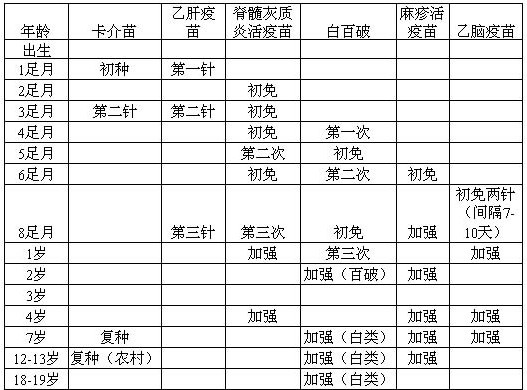 年龄 卡介苗 乙肝疫苗 脊髓灰质炎活疫苗 白百破 麻疹活疫苗 乙脑疫苗
出生
1足月 初种 第一针
2足月 初免
3足月 第二针 第二针 初免
4足月 初免 第一次
5足月 第二次 初免
6足月 初免 第二次 初免
8足月 第三针 第三次 初免 加强 初免两针（间隔7-10天）
1岁 加强 第三次 加强
2岁 加强（百破） 加强
3岁
4岁 加强 加强 加强
7岁 复种 加强（白类） 加强 加强
12-13岁 复种（农村） 加强（白类） 加强
18-19岁 加强（白类）